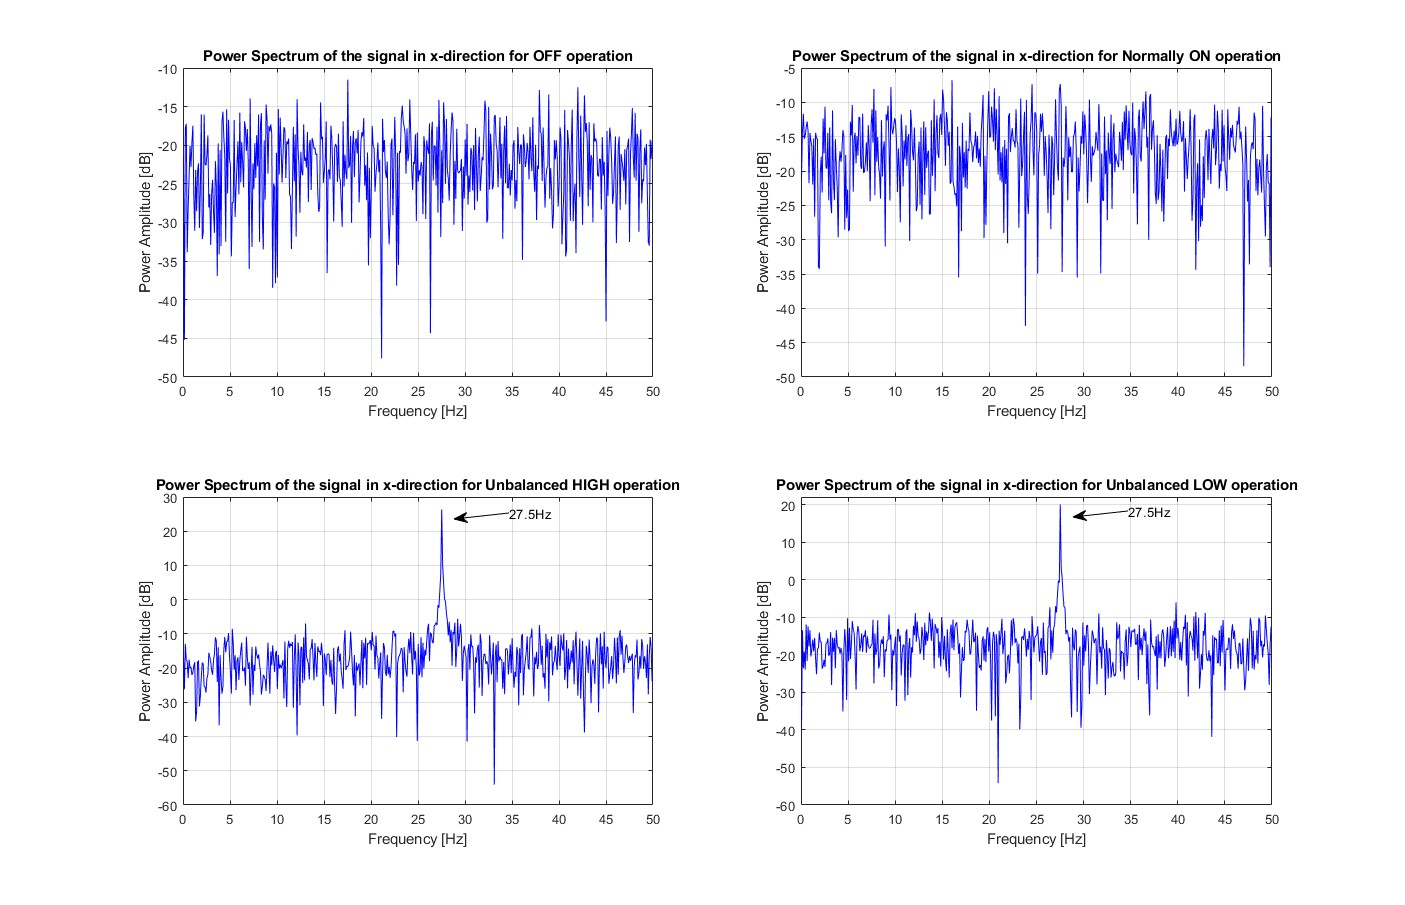 Power Spectrum of the signal in x-direction for OFF operation
-10
-15
-20
-25
-30
-35
-40
-45
-50
Power Amplitude [dB]
0 5 10 15 20 25 30 35 40 45 50
Frequency [Hz]
Power Spectrum of the signal in x-direction for Normally ON operation
-5
-10
-15
-20
-25
-30
-35
-40
-45
-50
Power Amplitude [dB]
0 5 10 15 20 25 30 35 40 45 50
Frequency [Hz]
Power Spectrum of the signal in x-direction for Unbalanced HIGH operation
30
20
10
0
-10
-20
-30
-40
-50
-60
Power Amplitude [dB]
27.5Hz
0 5 10 15 20 25 30 35 40 45 50
Frequency [Hz]
Power Spectrum of the signal in x-direction for Unbalanced LOW operation
20
10
0
-10
-20
-30
-40
-50
-60
Power Amplitude [dB]
27.5Hz
0 5 10 15 20 25 30 35 40 45 50
Frequency [Hz]